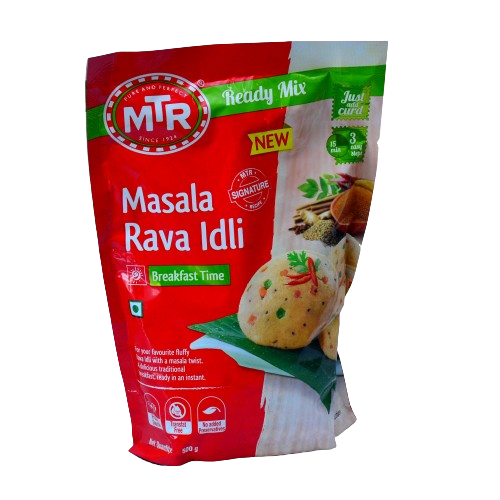 PURE AND PERFECT
MTR
SINCE 1924
®
Ready Mix
Just
add
curd
NEW
15
min
3
easy
steps
MTR
SIGNATURE
RECIPE
Masala
Rava Idli
Breakfast Time
For your favourite fluffy
Rava Idli with a masala twist.
A delicious traditional
breakfast, ready in an instant.
Transfat
Free
No added
Preservatives
Net Quantity
500 g